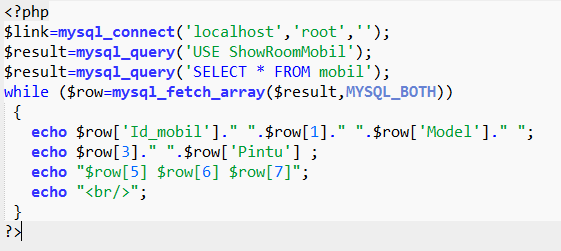 <?php
$link=mysql_connect('localhost','root','');
$result=mysql_query('USE ShowRoomMobil');
$result=mysql_query('SELECT * FROM mobil');
while ($row=mysql_fetch_array($result,MYSQL_BOTH))
{
echo $row['Id_mobil']." ".$row[1]." ".$row['Model']." ";
echo $row[3]." ".$row['Pintu'] ;
echo "$row[5] $row[6] $row[7]";
echo "<br/>";
}
?>